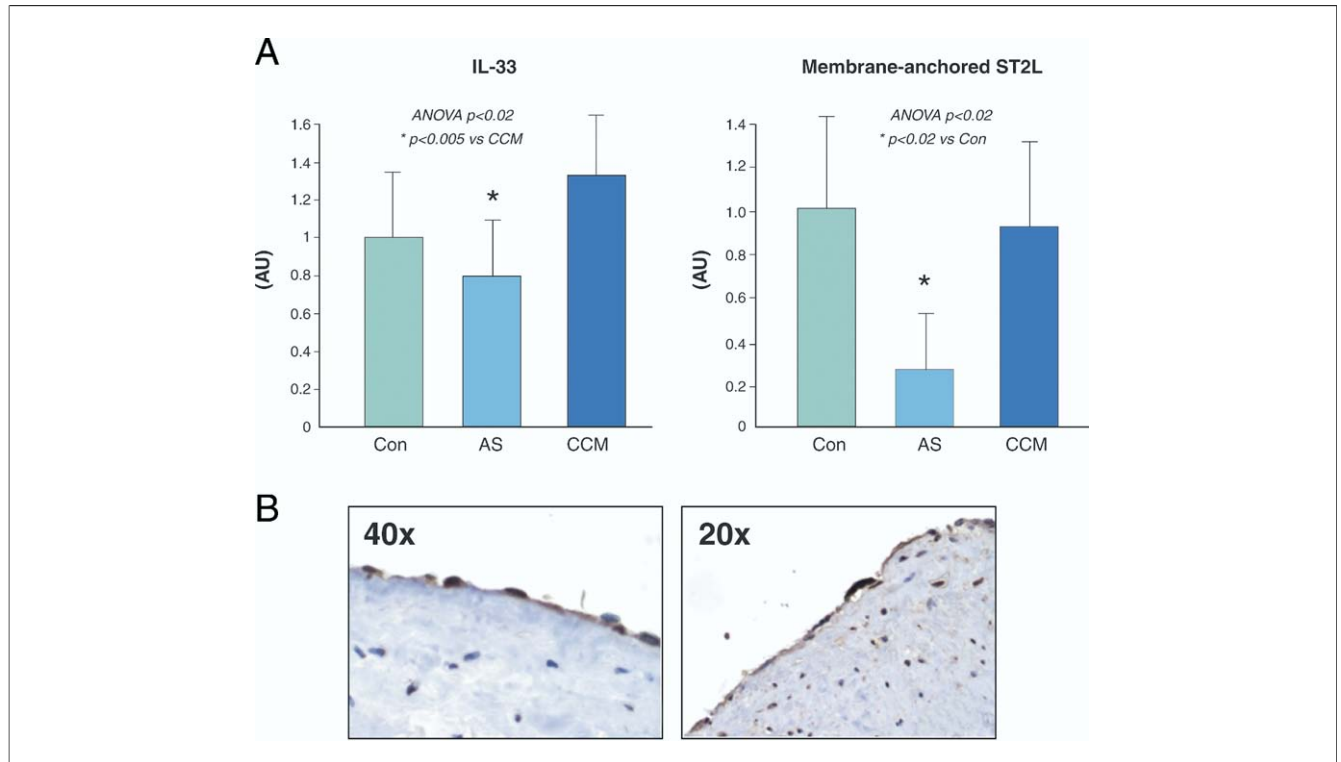 A
IL-33
ANOVA p<0.02
* p<0.005 vs CCM
(AU)
1.6
1.4
1.2
1
0.8
0.6
0.4
0.2
0
*
Con AS CCM
Membrane-anchored ST2L
ANOVA p<0.02
* p<0.02 vs Con
(AU)
1.4
1.2
1.0
0.8
0.6
0.4
0.2
0
*
Con AS CCM
B
40x
20x